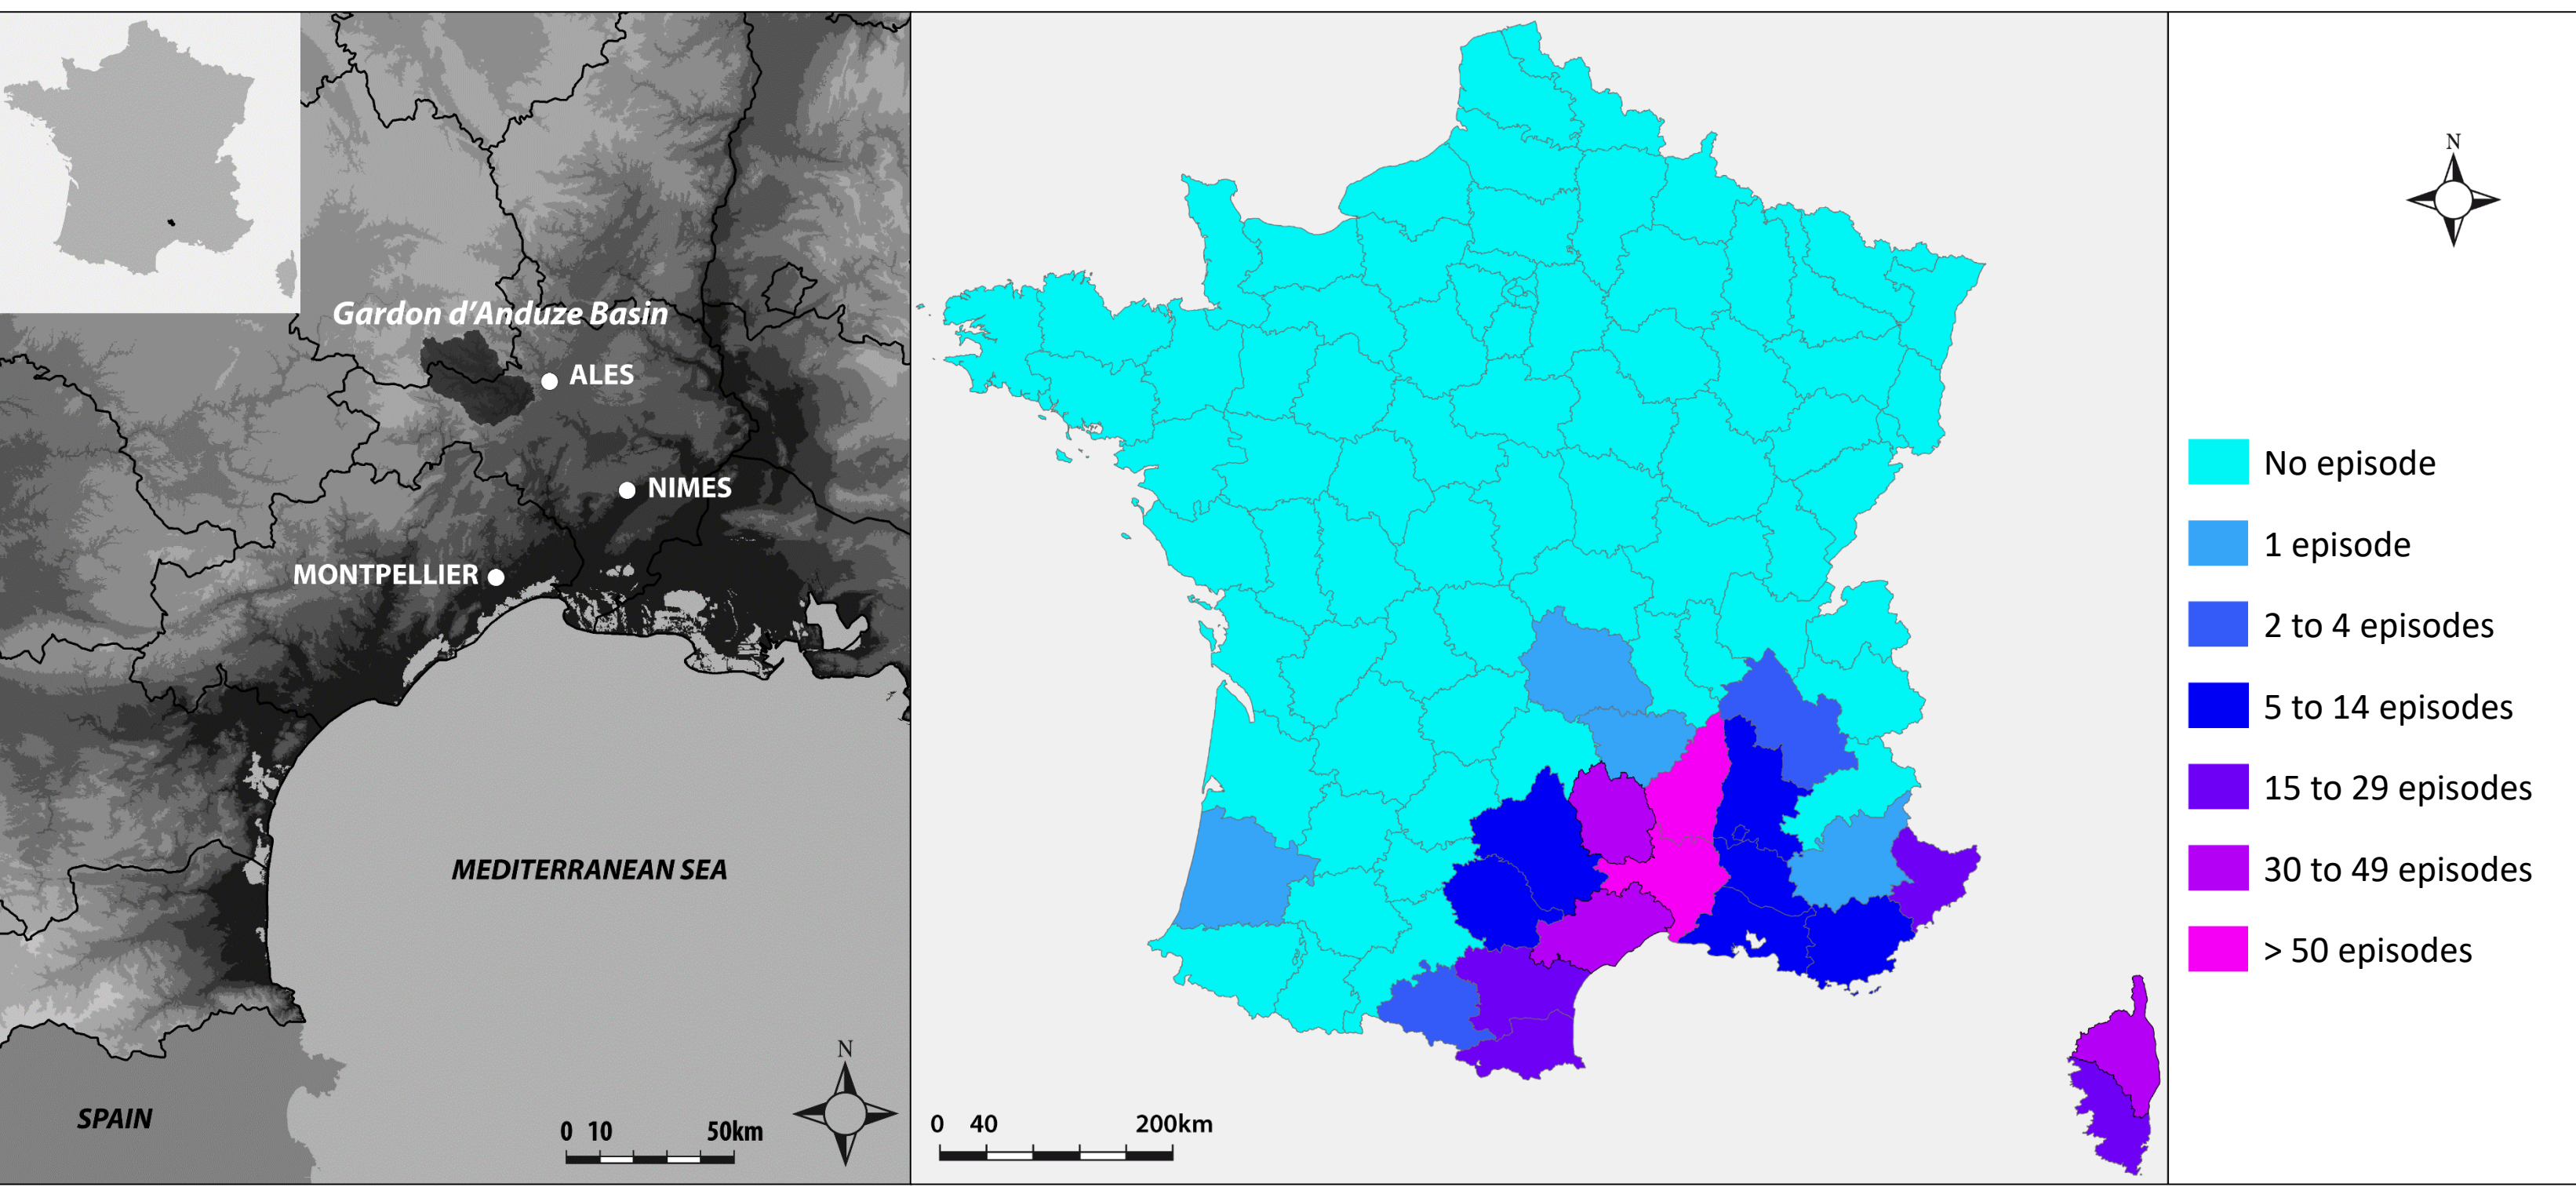 Gardon d'Anduze Basin
ALES
NIMES
MONTPELLIER
MEDITERRANEAN SEA
SPAIN
N
0 10 50km
0 40 200km
N
No episode
1 episode
2 to 4 episodes
5 to 14 episodes
15 to 29 episodes
30 to 49 episodes
> 50 episodes